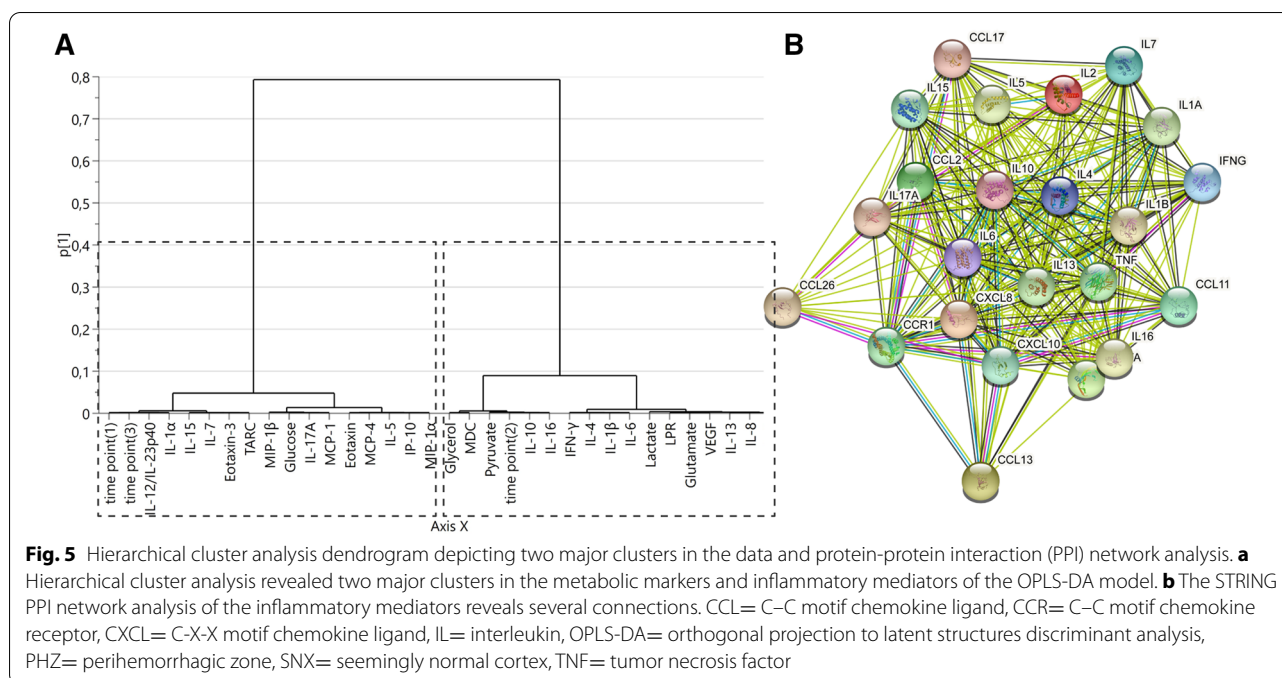 A
0,8
0,7
0,6
0,5
0,4
0,3
0,2
0,1
0
p[1]
time point(1)
time point(3)
IL-12/IL-23p40
IL-1α
IL-15
IL-7
Eotaxin-3
TARC
MIP-1β
Glucose
IL-17A
MCP-1
Eotaxin
MCP-4
IL-5
IP-10
MIP-1α
Glycerol
MDC
Pyruvate
time point(2)
IL-10
IL-16
IFN-γ
IL-4
IL-1β
IL-6
Lactate
LPR
Glutamate
VEGF
IL-13
IL-8
Axis X
B
CCL17
IL7
IL5
IL2
IL15
IL1A
IFNG
CCL2
IL10
IL4
IL17A
IL1B
IL6
IL13
TNF
CCL26
CXCL8
CCL11
CCR1
CXCL10
IL16
A
CCL13
Fig. 5 Hierarchical cluster analysis dendrogram depicting two major clusters in the data and protein-protein interaction (PPI) network analysis. a
Hierarchical cluster analysis revealed two major clusters in the metabolic markers and inflammatory mediators of the OPLS-DA model. b The STRING
PPI network analysis of the inflammatory mediators reveals several connections. CCL= C–C motif chemokine ligand, CCR= C–C motif chemokine
receptor, CXCL= C-X-X motif chemokine ligand, IL= interleukin, OPLS-DA= orthogonal projection to latent structures discriminant analysis,
PHZ= perihemorrhagic zone, SNX= seemingly normal cortex, TNF= tumor necrosis factor